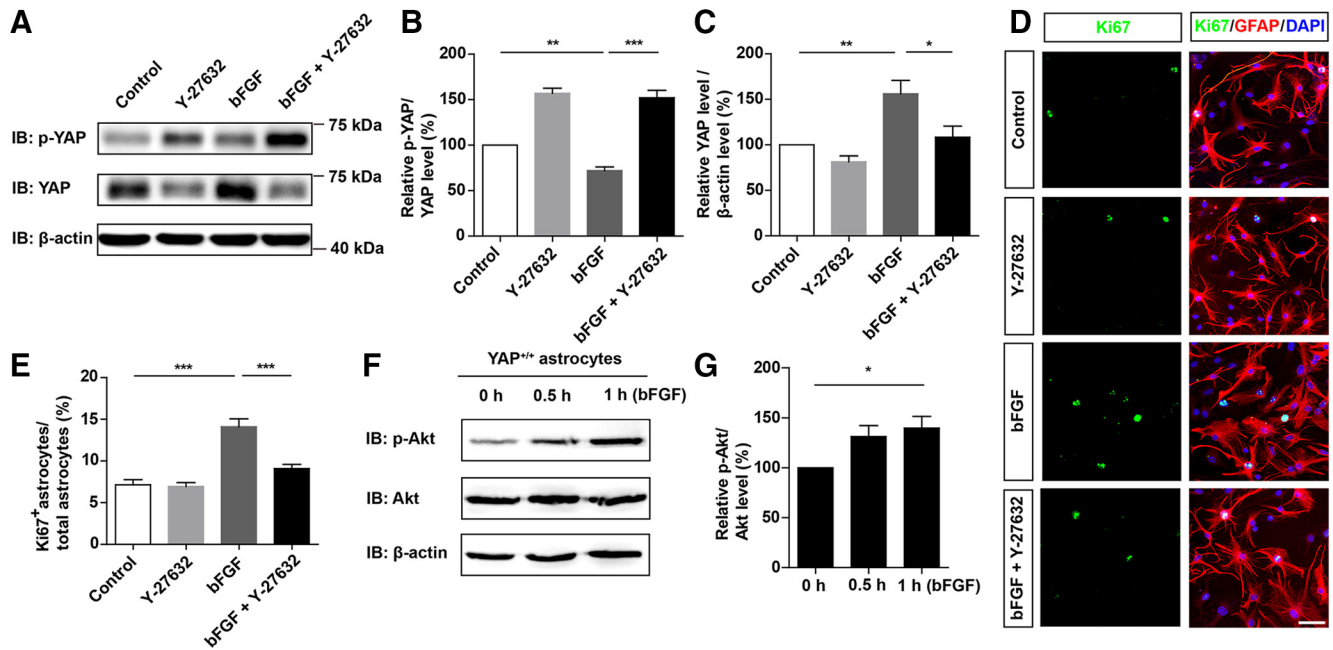 A
Control
Y-27632
bFGF
bFGF + Y-27632
IB: p-YAP
75 kDa
IB: YAP
75 kDa
IB: β-actin
40 kDa
B
Relative p-YAP/
YAP level (%)
200
150
100
50
0
**
***
Control
Y-27632
bFGF
bFGF + Y-27632
C
Relative YAP level /
β-actin level (%)
200
150
100
50
0
**
*
Control
Y-27632
bFGF
bFGF + Y-27632
D
Ki67
Ki67/GFAP/DAPI
Control
Y-27632
bFGF
bFGF + Y-27632
E
Ki67+ astrocytes/
total astrocytes (%)
20
15
10
5
0
***
***
Control
Y-27632
bFGF
bFGF + Y-27632
F
YAP+/+ astrocytes
0 h 0.5 h 1 h (bFGF)
IB: p-Akt
IB: Akt
IB: β-actin
G
Relative p-Akt/
Akt level (%)
200
150
100
50
0
*
0 h 0.5 h 1 h (bFGF)